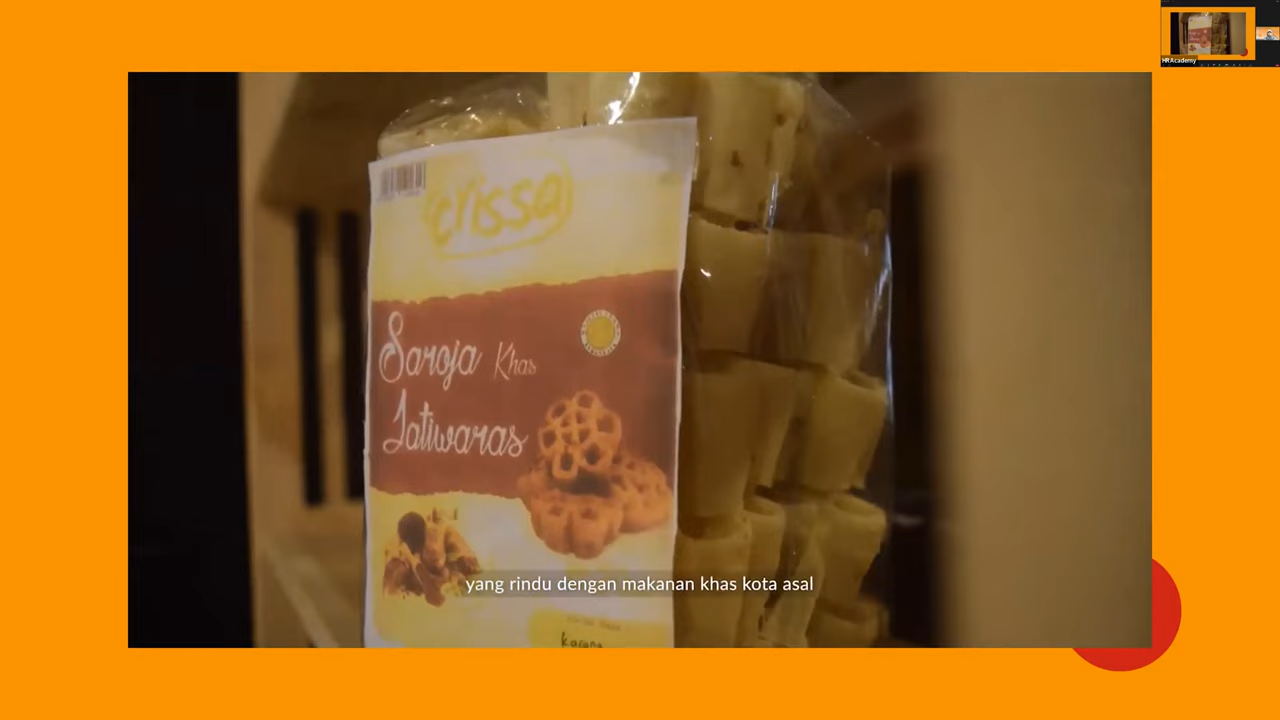 HRAcademy
crissa
Saroja Khas
Jatiwaras
yang rindu dengan makanan khas kota asal